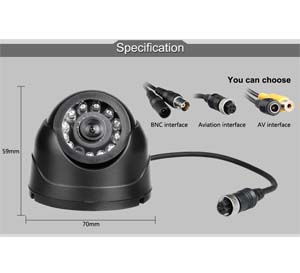 Specification
You can choose
BNC interface
Aviation interface
AV interface
59mm
70mm